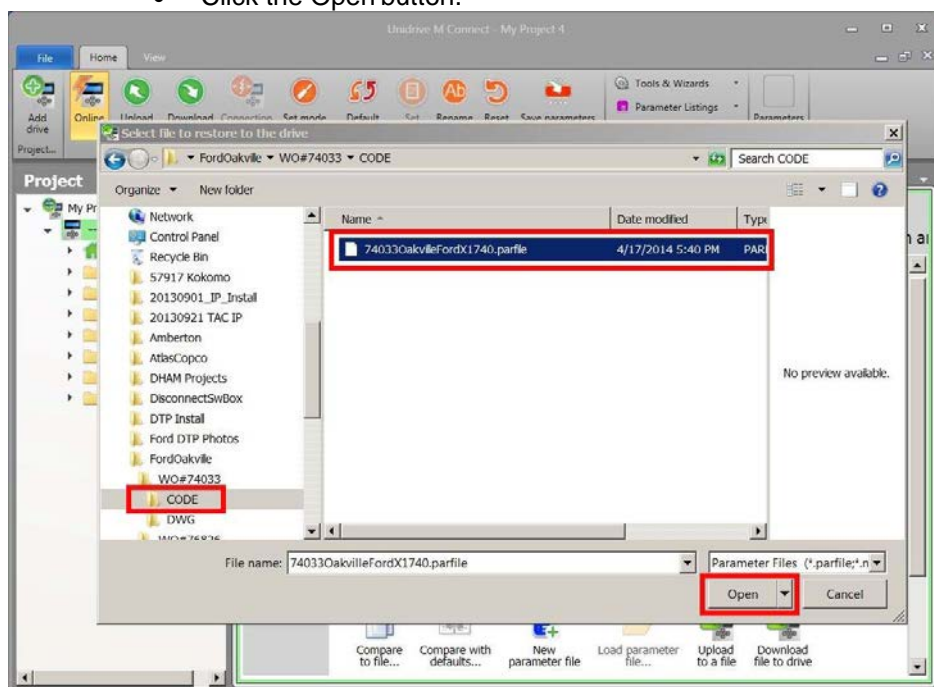 • Click the Open button.
Unidrive M Connect - My Project 4
File Home View
Add drive
Online Upload Download Connection Set mode Default Set Rename Reset Save parameters
Tools & Wizards
Parameter Listings
Parameters
Project...
Select file to restore to the drive
FordOakville WO#74033 CODE
Search CODE
Organize New folder
Project
My Pr
Network
Control Panel
Recycle Bin
57917 Kokomo
20130901_IP_Install
20130921 TAC IP
Amberton
AtlasCopco
DHAM Projects
DisconnectSwBox
DTP Install
Ford DTP Photos
FordOakville
WO#74033
CODE
DWG
WO#76826
Name Date modified Type
74033OakvilleFordX1740.parfile 4/17/2014 5:40 PM PAR
No preview available.
File name: 74033OakvilleFordX1740.parfile
Parameter Files (*.parfile;*.n
Open Cancel
Compare to file...
Compare with defaults...
New parameter file
Load parameter file...
Upload to a file
Download file to drive